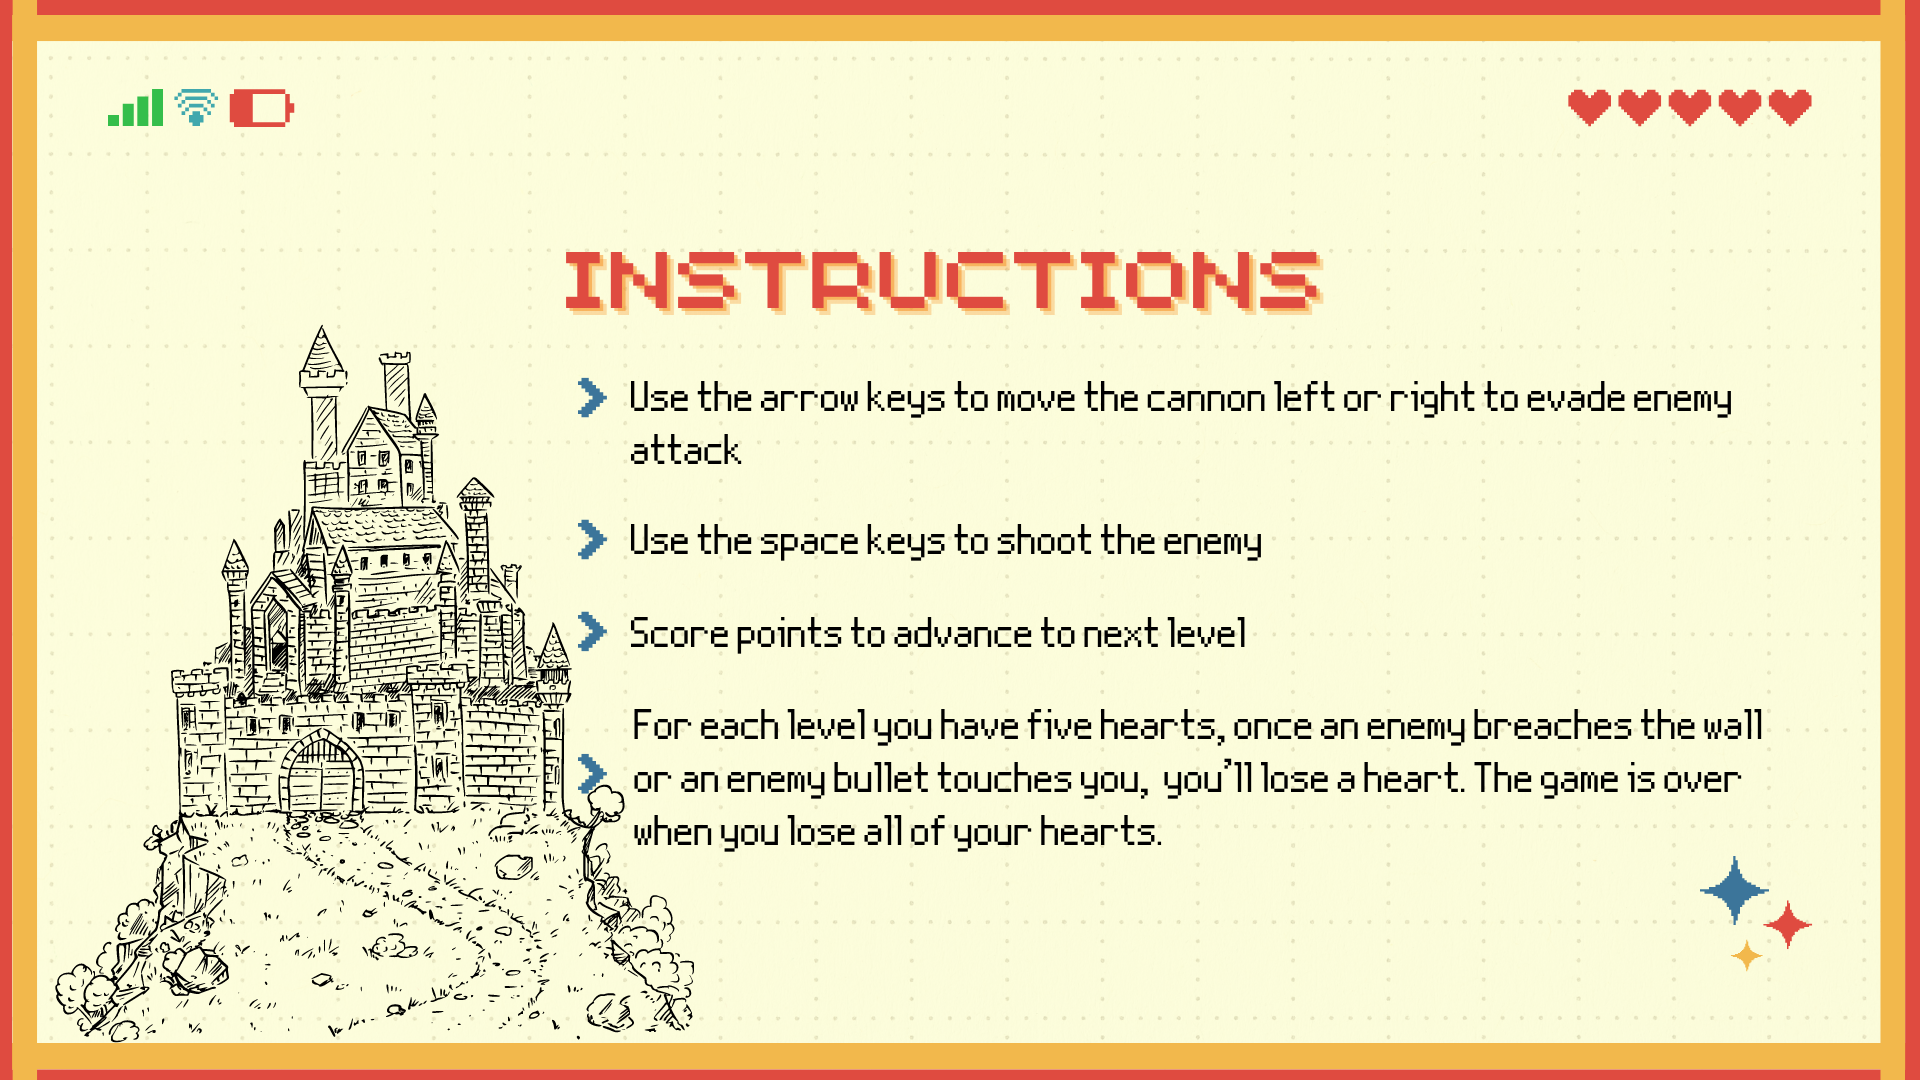 INSTRUCTIONS
Use the arrow keys to move the cannon left or right to evade enemy
attack
Use the space keys to shoot the enemy
Score points to advance to next level
For each level you have five hearts, once an enemy breaches the wall
or an enemy bullet touches you, you'll lose a heart. The game is over
when you lose all of your hearts.